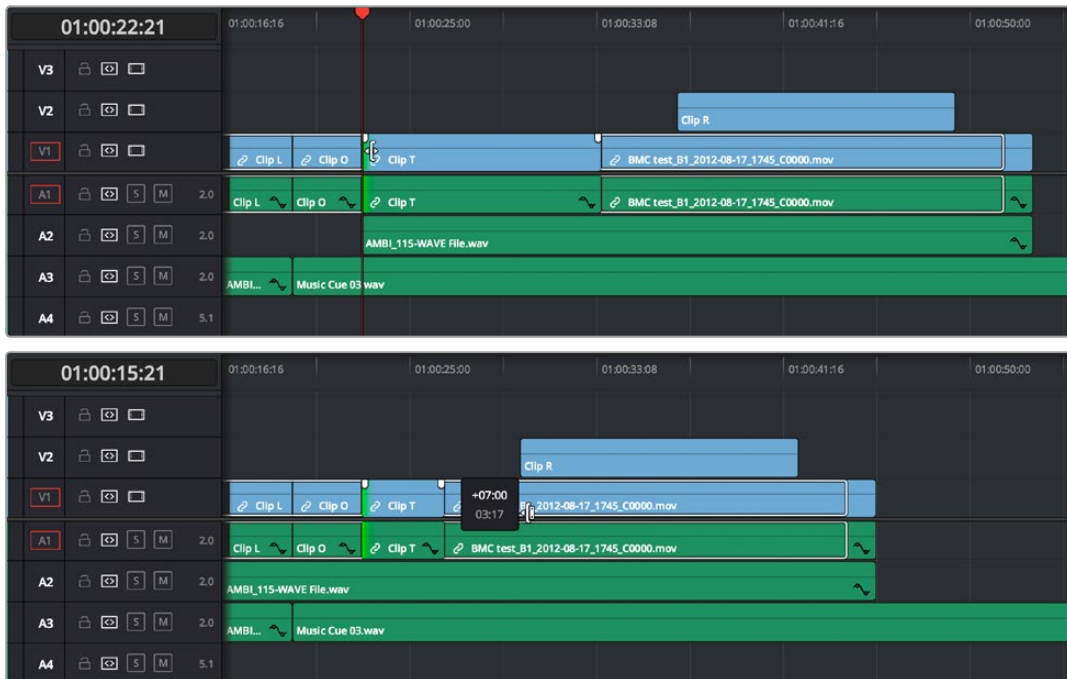 01:00:22:21
01:00:16:16 01:00:25:00 01:00:33:08 01:00:41:16 01:00:50:00
V3
V2 Clip R
V1 Clip L Clip O Clip T BMC test_B1_2012-08-17_1745_C0000.mov
A1 S M 2.0 Clip L Clip O Clip T BMC test_B1_2012-08-17_1745_C0000.mov
A2 S M 2.0 AMBI_115-WAVE File.wav
A3 S M 2.0 AMBI... Music Cue 03.wav
A4 S M 5.1
01:00:15:21
01:00:16:16 01:00:25:00 01:00:33:08 01:00:41:16 01:00:50:00
V3
V2 Clip R
+07:00
03:17
V1 Clip L Clip O Clip T 2012-08-17_1745_C0000.mov
A1 S M 2.0 Clip L Clip O Clip T BMC test_B1_2012-08-17_1745_C0000.mov
A2 S M 2.0 AMBI_115-WAVE File.wav
A3 S M 2.0 AMBI... Music Cue 03.wav
A4 S M 5.1